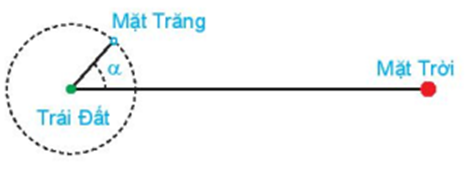 Mặt Trăng
α
Mặt Trời
Trái Đất